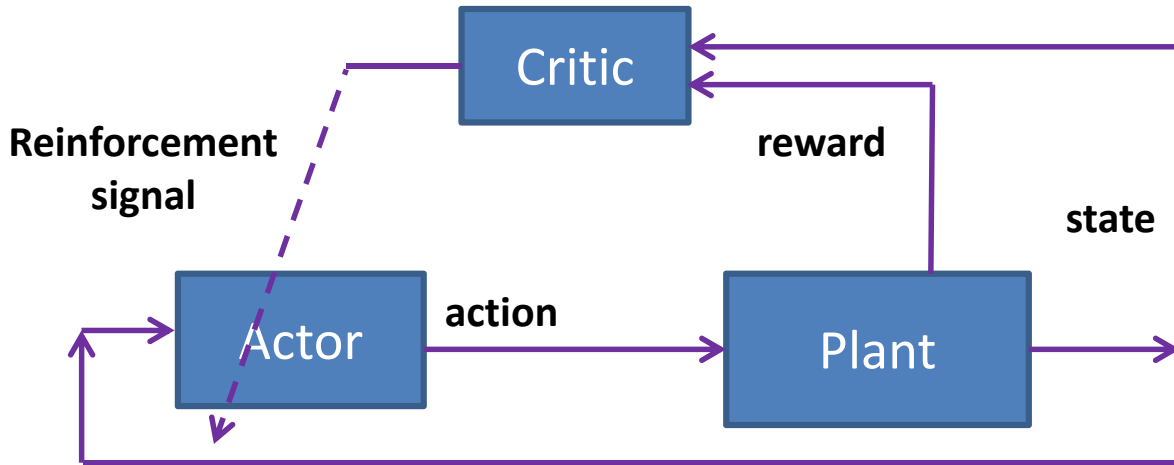 Critic
Reinforcement
signal
reward
state
Actor
action
Plant